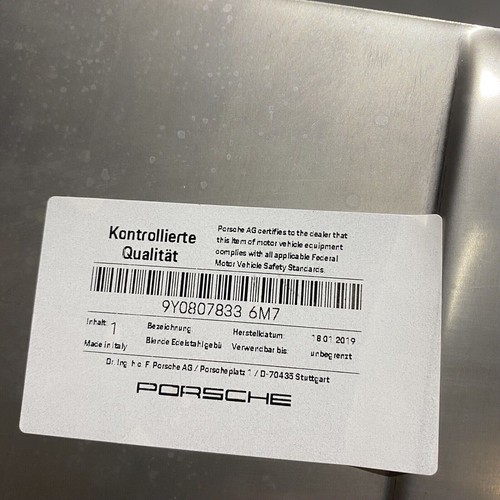 Kontrollierte
Qualität
Porsche AG certifies to the dealer that
this item of motor vehicle equipment
complies with all applicable Federal
Motor Vehicle Safety Standards.
9Y0807833 6M7
Inhalt: 1
Bezeichnung
Herstelldatum: 18.01.2019
Made in Italy
Blende Edelstahlgebü
Verwendbar bis: unbegrenzt
Dr. Ing. h.c. F. Porsche AG / Porscheplatz 1 / D-70435 Stuttgart
PORSCHE